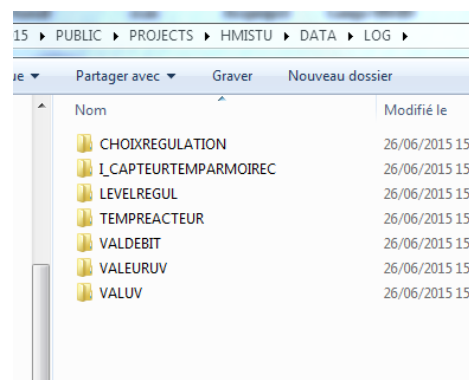 15 ▸ PUBLIC ▸ PROJECTS ▸ HMISTU ▸ DATA ▸ LOG ▸
ue ▾ Partager avec ▾ Graver Nouveau dossier
Nom Modifié le
CHOIXREGULATION 26/06/2015 15
I_CAPTEURTEMPARMOIREC 26/06/2015 15
LEVELREGUL 26/06/2015 15
TEMPREACTEUR 26/06/2015 15
VALDEBIT 26/06/2015 15
VALEURUV 26/06/2015 15
VALUV 26/06/2015 15